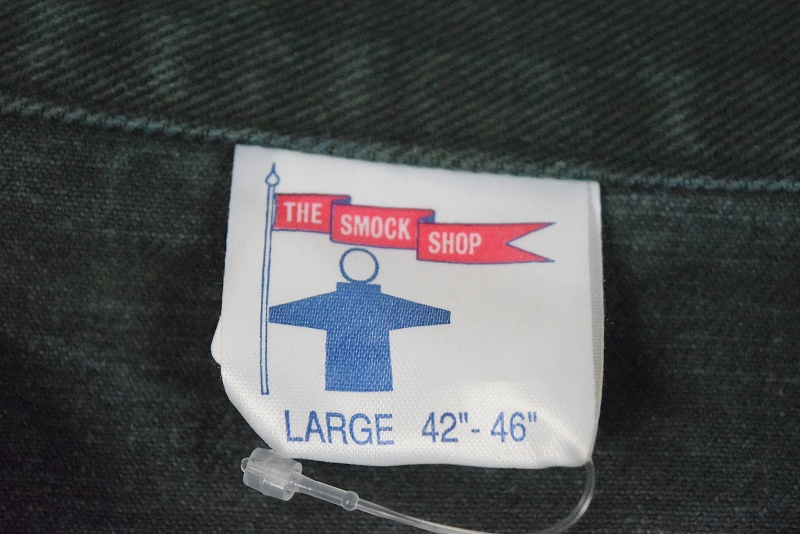 THE SMOCK SHOP
LARGE 42"- 46"